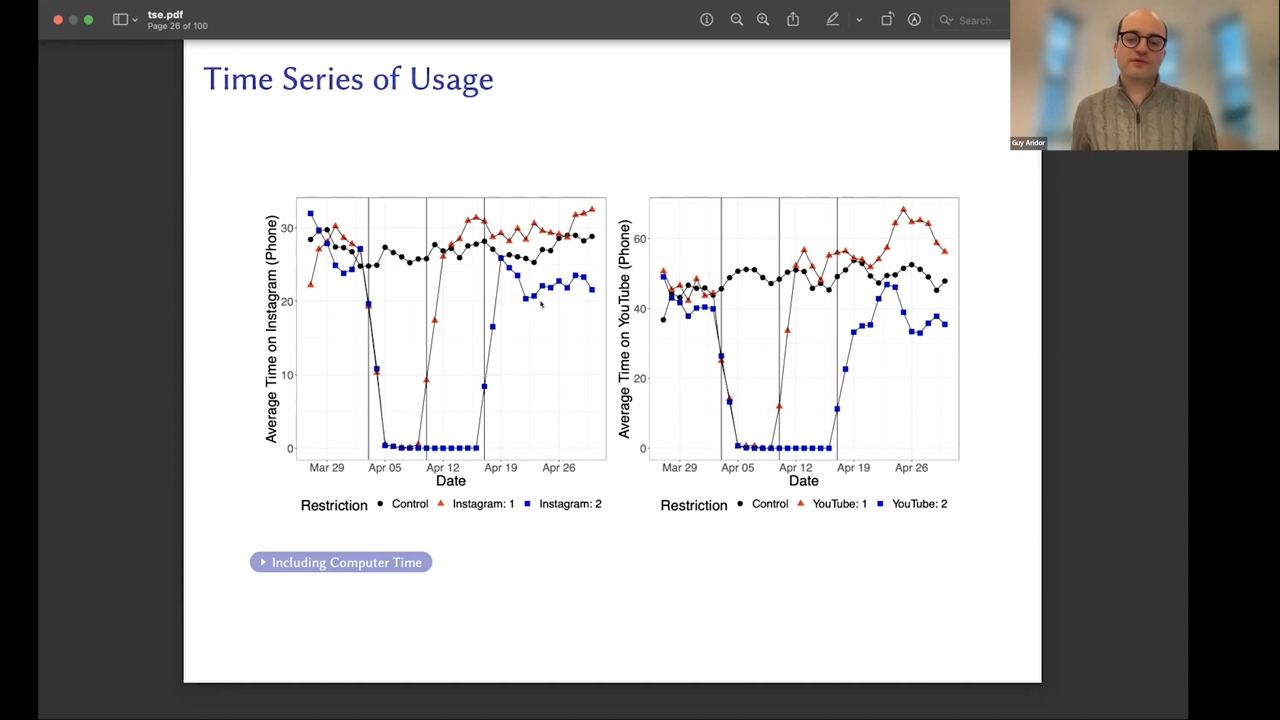 tse.pdf
Page 26 of 100
Search
Guy Aridor
Time Series of Usage
Average Time on Instagram (Phone)
30
20
10
0
Mar 29 Apr 05 Apr 12 Apr 19 Apr 26
Date
Restriction Control Instagram: 1 Instagram: 2
Average Time on YouTube (Phone)
60
40
20
0
Mar 29 Apr 05 Apr 12 Apr 19 Apr 26
Date
Restriction Control YouTube: 1 YouTube: 2
Including Computer Time